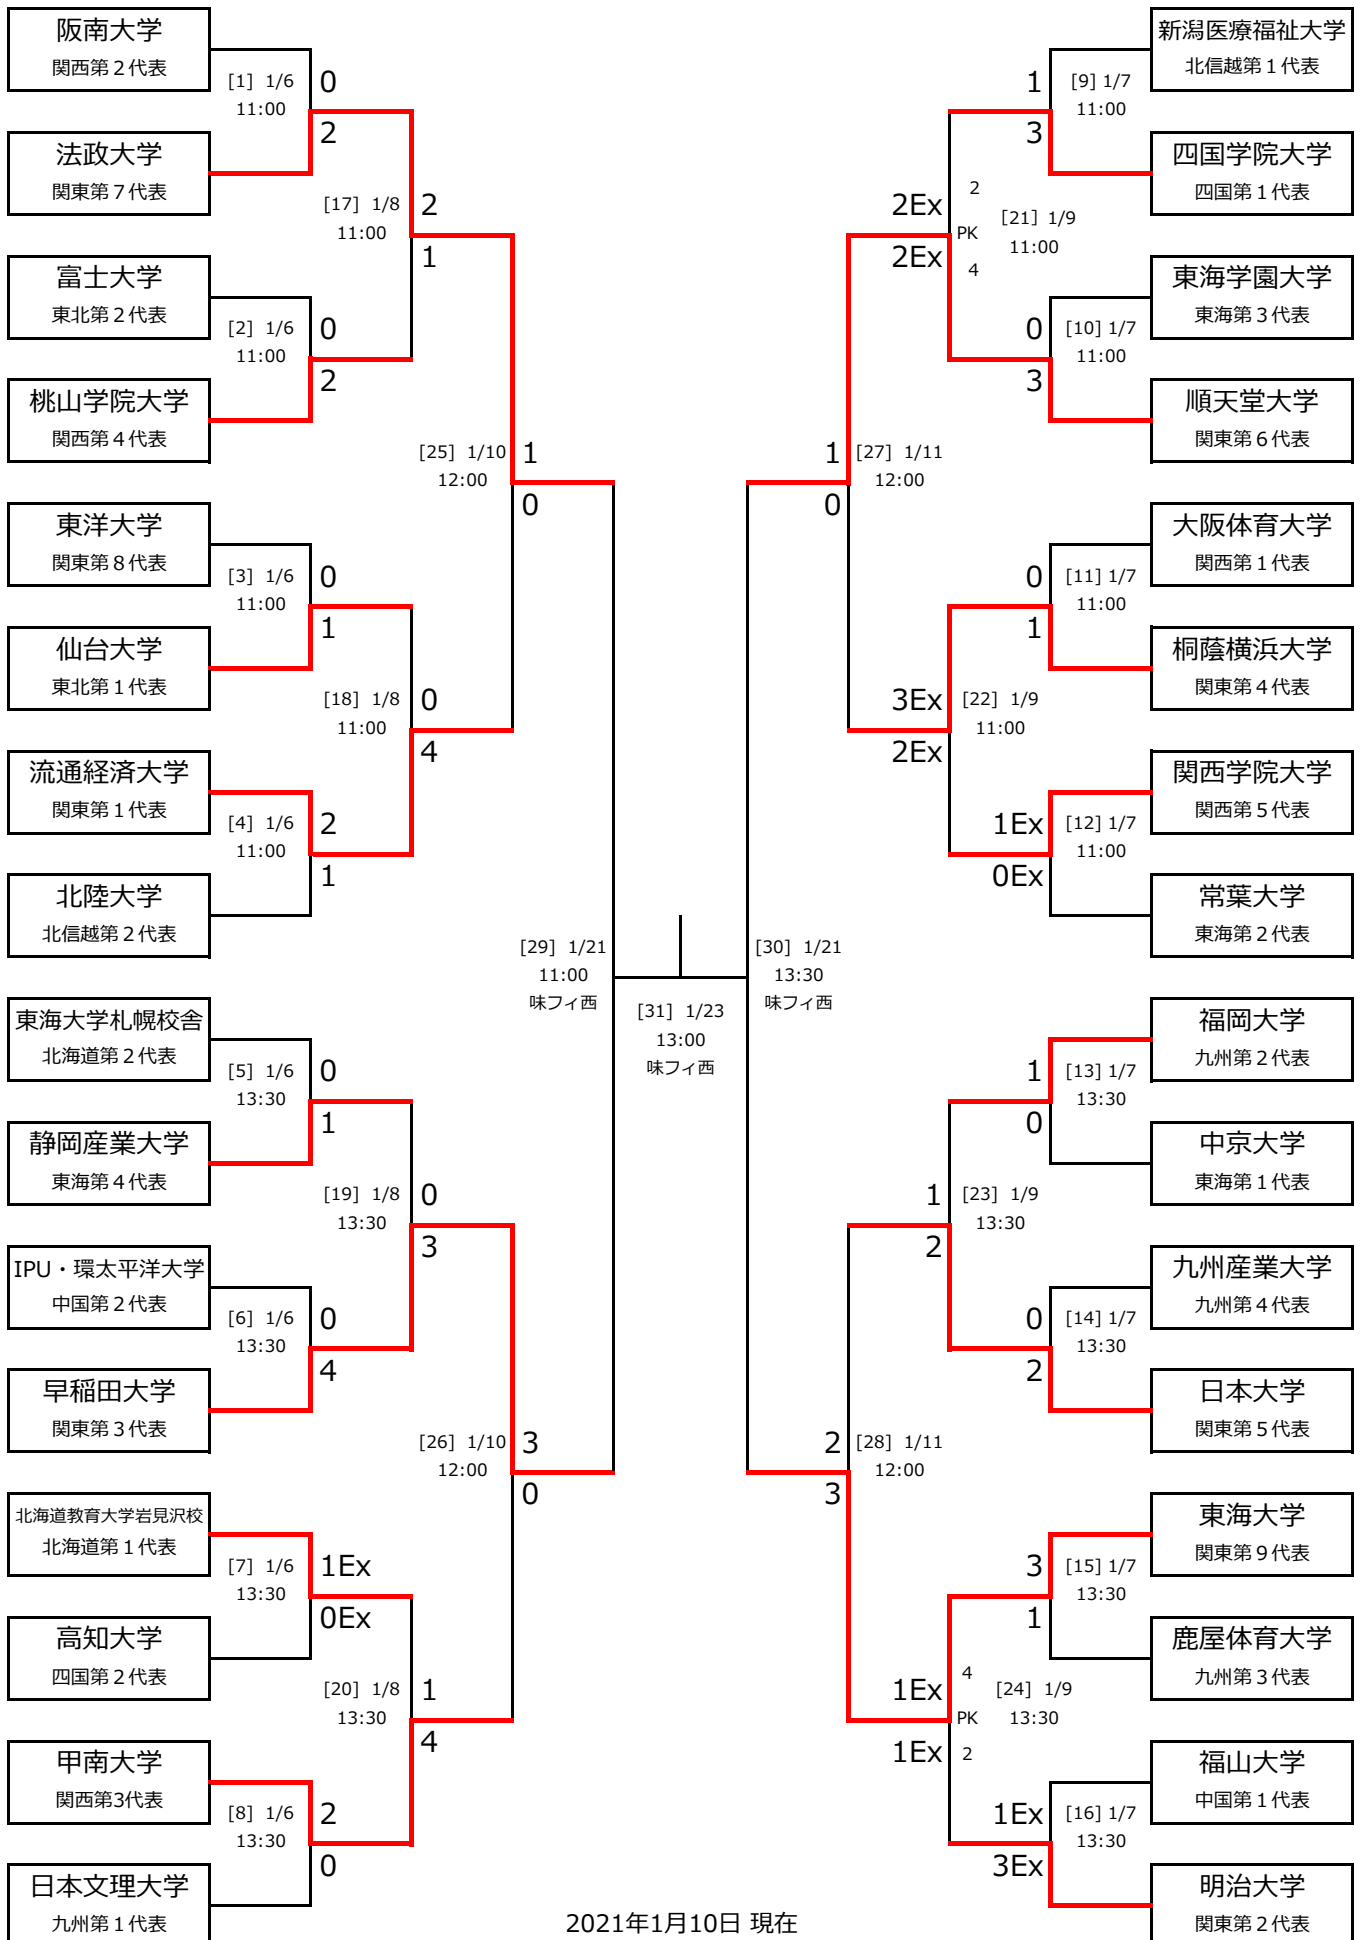 阪南大学
関西第２代表
[1] 1/6
11:00
0
2
法政大学
関東第７代表
[17] 1/8
11:00
2
1
富士大学
東北第２代表
[2] 1/6
11:00
0
2
桃山学院大学
関西第４代表
[25] 1/10
12:00
1
0
東洋大学
関東第８代表
[3] 1/6
11:00
0
1
仙台大学
東北第１代表
[18] 1/8
11:00
0
4
流通経済大学
関東第１代表
[4] 1/6
11:00
2
1
北陸大学
北信越第２代表
[29] 1/21
11:00
味フィ西
東海大学札幌校舎
北海道第２代表
[5] 1/6
13:30
0
1
静岡産業大学
東海第４代表
[19] 1/8
13:30
0
3
IPU・環太平洋大学
中国第２代表
[6] 1/6
13:30
0
4
早稲田大学
関東第３代表
[26] 1/10
12:00
3
0
北海道教育大学岩見沢校
北海道第１代表
[7] 1/6
13:30
1Ex
0Ex
高知大学
四国第２代表
[20] 1/8
13:30
1
4
甲南大学
関西第3代表
[8] 1/6
13:30
2
0
日本文理大学
九州第１代表
[31] 1/23
13:00
味フィ西
新潟医療福祉大学
北信越第１代表
1
3
[9] 1/7
11:00
四国学院大学
四国第１代表
2Ex
2Ex
2
PK
4
[21] 1/9
11:00
東海学園大学
東海第３代表
0
3
[10] 1/7
11:00
順天堂大学
関東第６代表
1
0
[27] 1/11
12:00
大阪体育大学
関西第１代表
0
1
[11] 1/7
11:00
桐蔭横浜大学
関東第４代表
3Ex
2Ex
[22] 1/9
11:00
関西学院大学
関西第５代表
1Ex
0Ex
[12] 1/7
11:00
常葉大学
東海第２代表
[30] 1/21
13:30
味フィ西
福岡大学
九州第２代表
1
0
[13] 1/7
13:30
中京大学
東海第１代表
1
2
[23] 1/9
13:30
九州産業大学
九州第４代表
0
2
[14] 1/7
13:30
日本大学
関東第５代表
2
3
[28] 1/11
12:00
東海大学
関東第９代表
3
1
[15] 1/7
13:30
鹿屋体育大学
九州第３代表
1Ex
1Ex
4
PK
2
[24] 1/9
13:30
福山大学
中国第１代表
1Ex
3Ex
[16] 1/7
13:30
明治大学
関東第２代表
2021年1月10日 現在